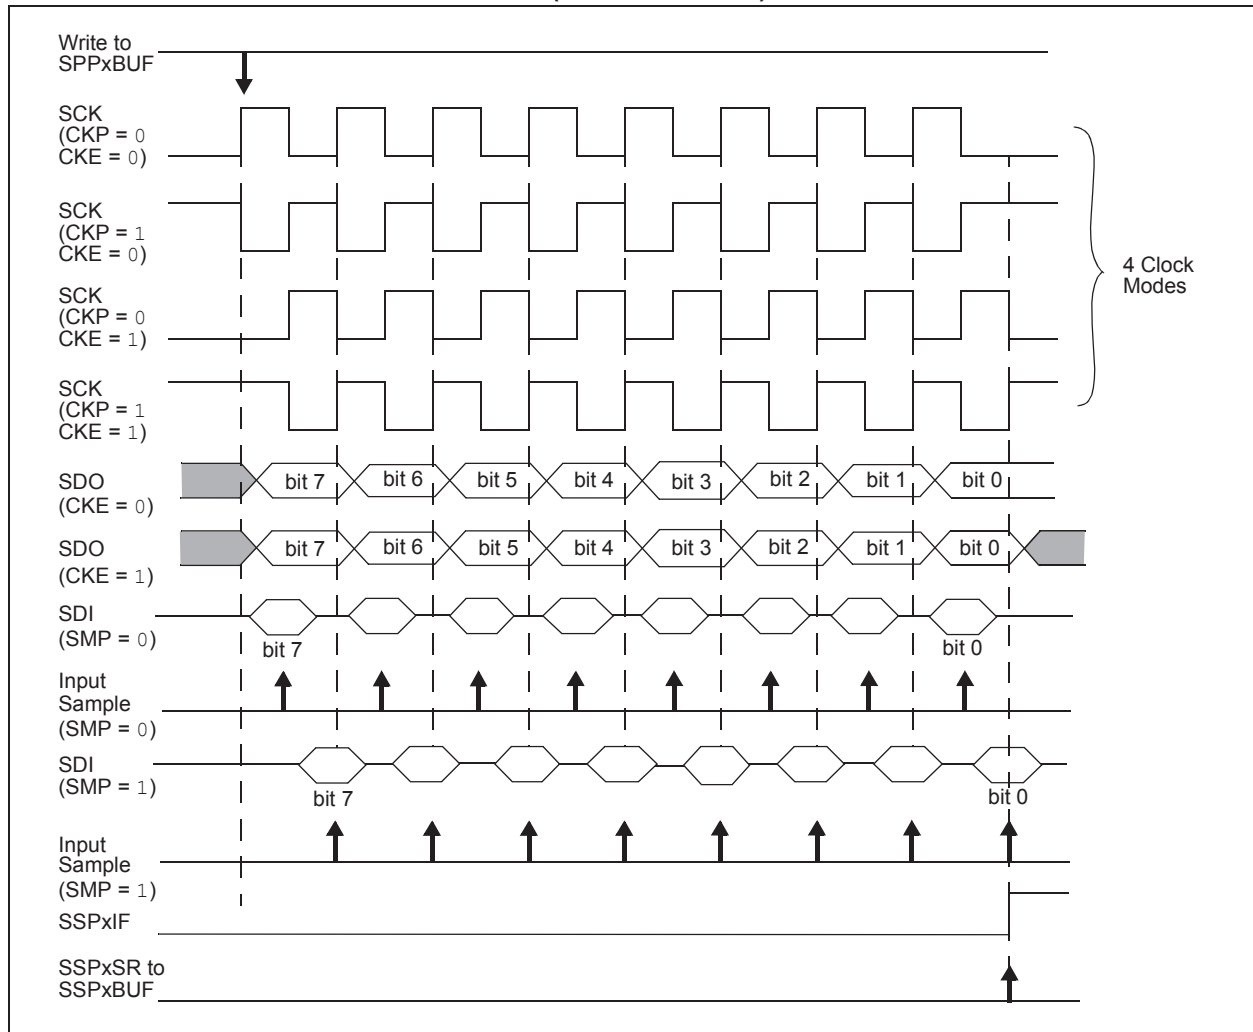 Write to
SPPxBUF
SCK
(CKP = 0
CKE = 0)
SCK
(CKP = 1
CKE = 0)
SCK
(CKP = 0
CKE = 1)
SCK
(CKP = 1
CKE = 1)
4 Clock
Modes
SDO
(CKE = 0)
bit 7 bit 6 bit 5 bit 4 bit 3 bit 2 bit 1 bit 0
SDO
(CKE = 1)
bit 7 bit 6 bit 5 bit 4 bit 3 bit 2 bit 1 bit 0
SDI
(SMP = 0)
bit 7 bit 0
Input
Sample
(SMP = 0)
SDI
(SMP = 1)
bit 7 bit 0
Input
Sample
(SMP = 1)
SSPxIF
SSPxSR to
SSPxBUF